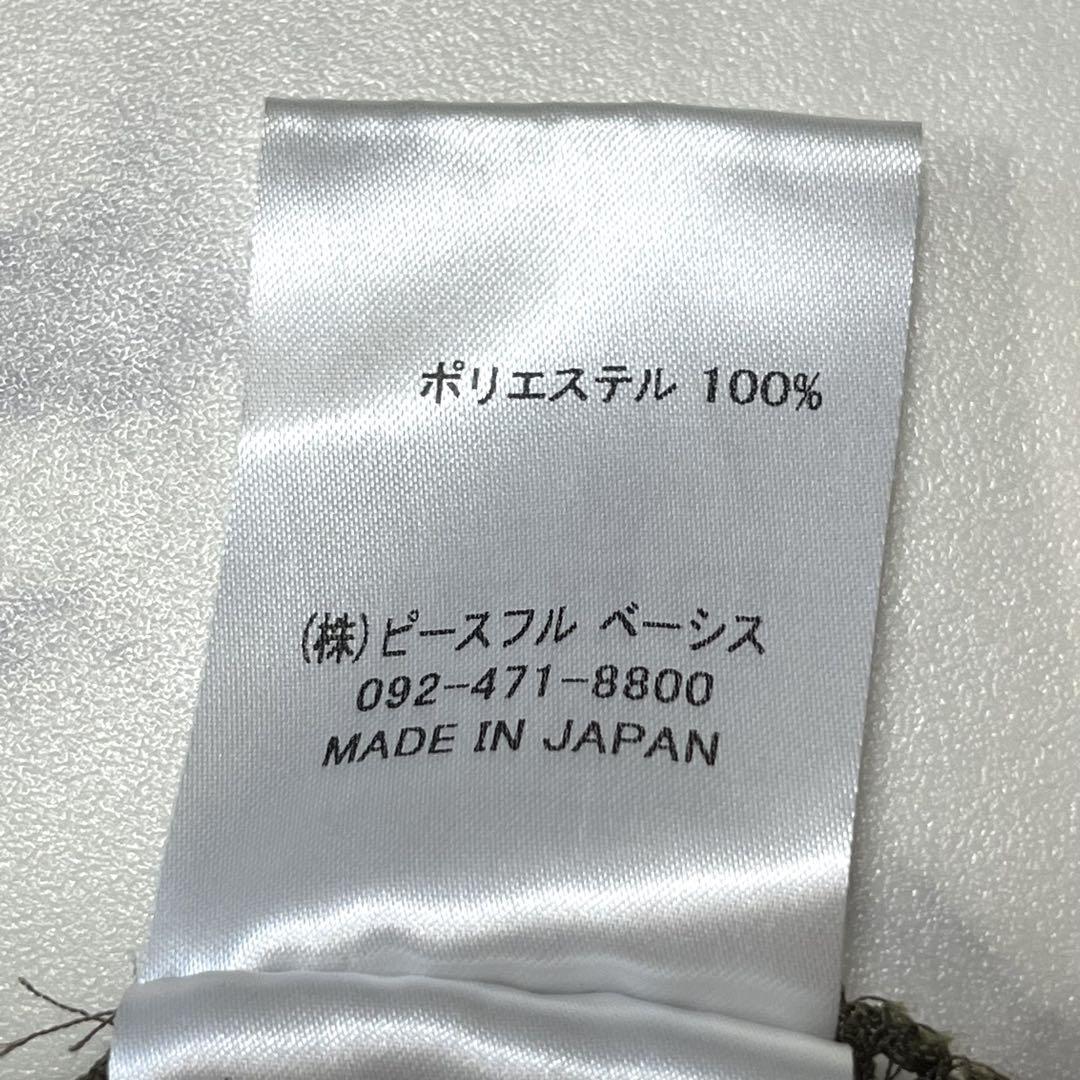 ポリエステル 100%
(株)ピースフル ベーシス
092-471-8800
MADE IN JAPAN